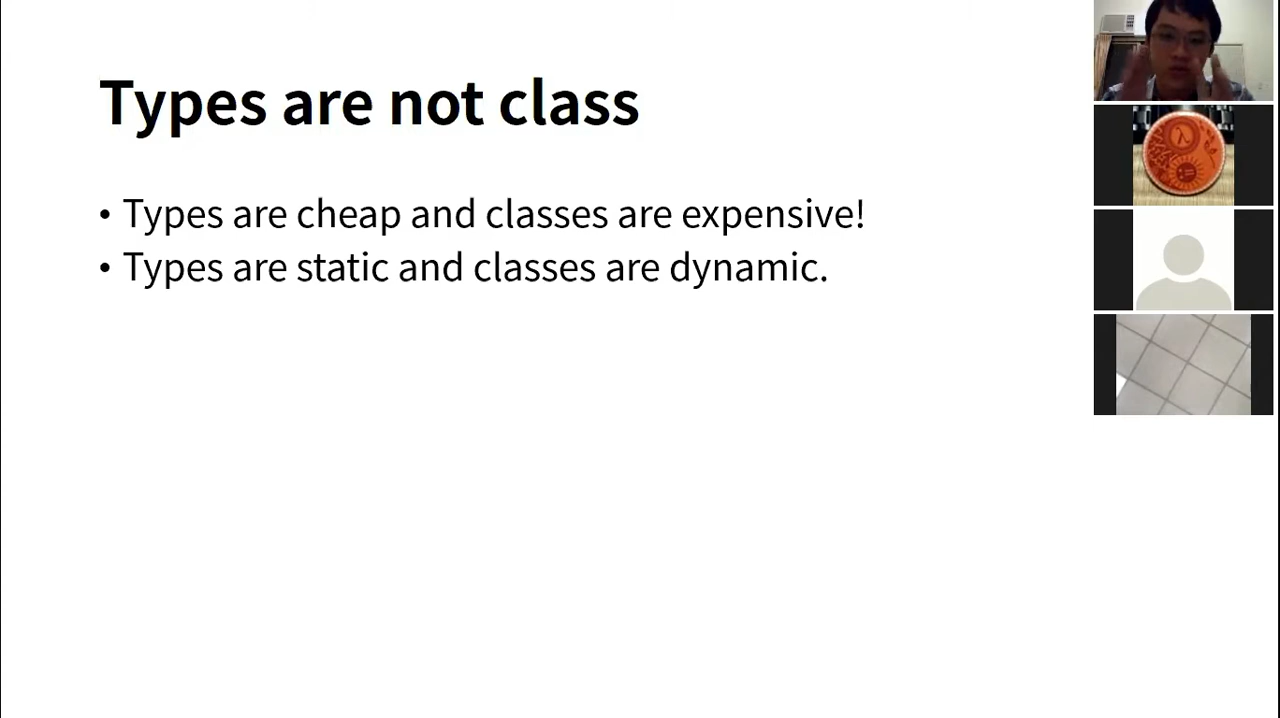 Types are not class
• Types are cheap and classes are expensive!
• Types are static and classes are dynamic.
λ